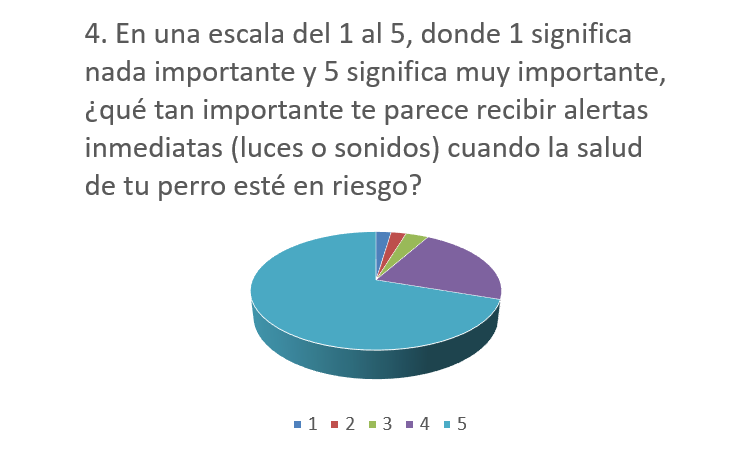 4. En una escala del 1 al 5, donde 1 significa
nada importante y 5 significa muy importante,
¿qué tan importante te parece recibir alertas
inmediatas (luces o sonidos) cuando la salud
de tu perro esté en riesgo?
1 2 3 4 5